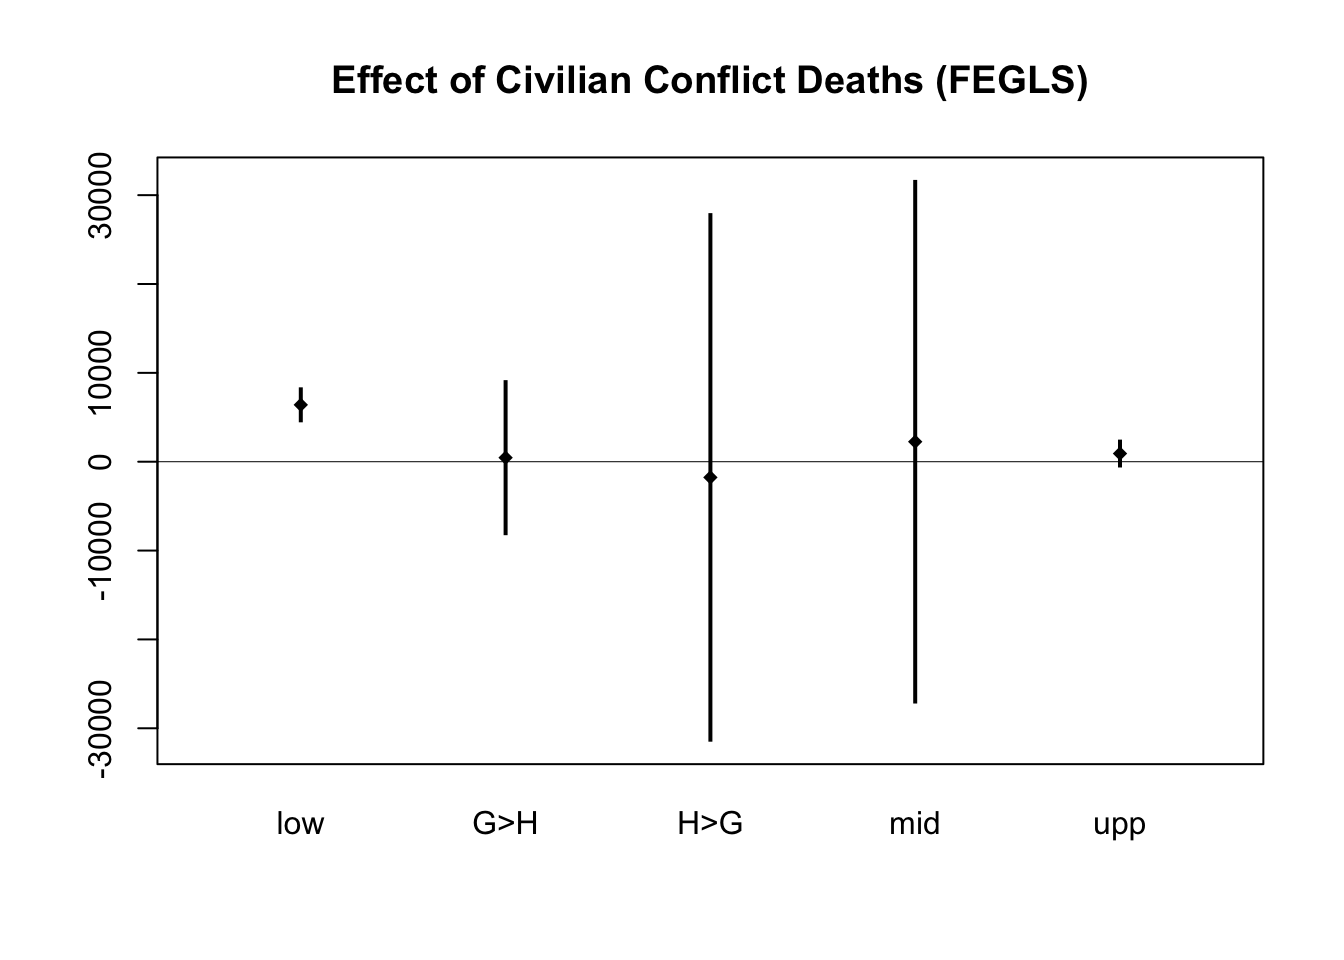 Effect of Civilian Conflict Deaths (FEGLS)
30000
10000
0
-10000
-30000
low G>H H>G mid upp